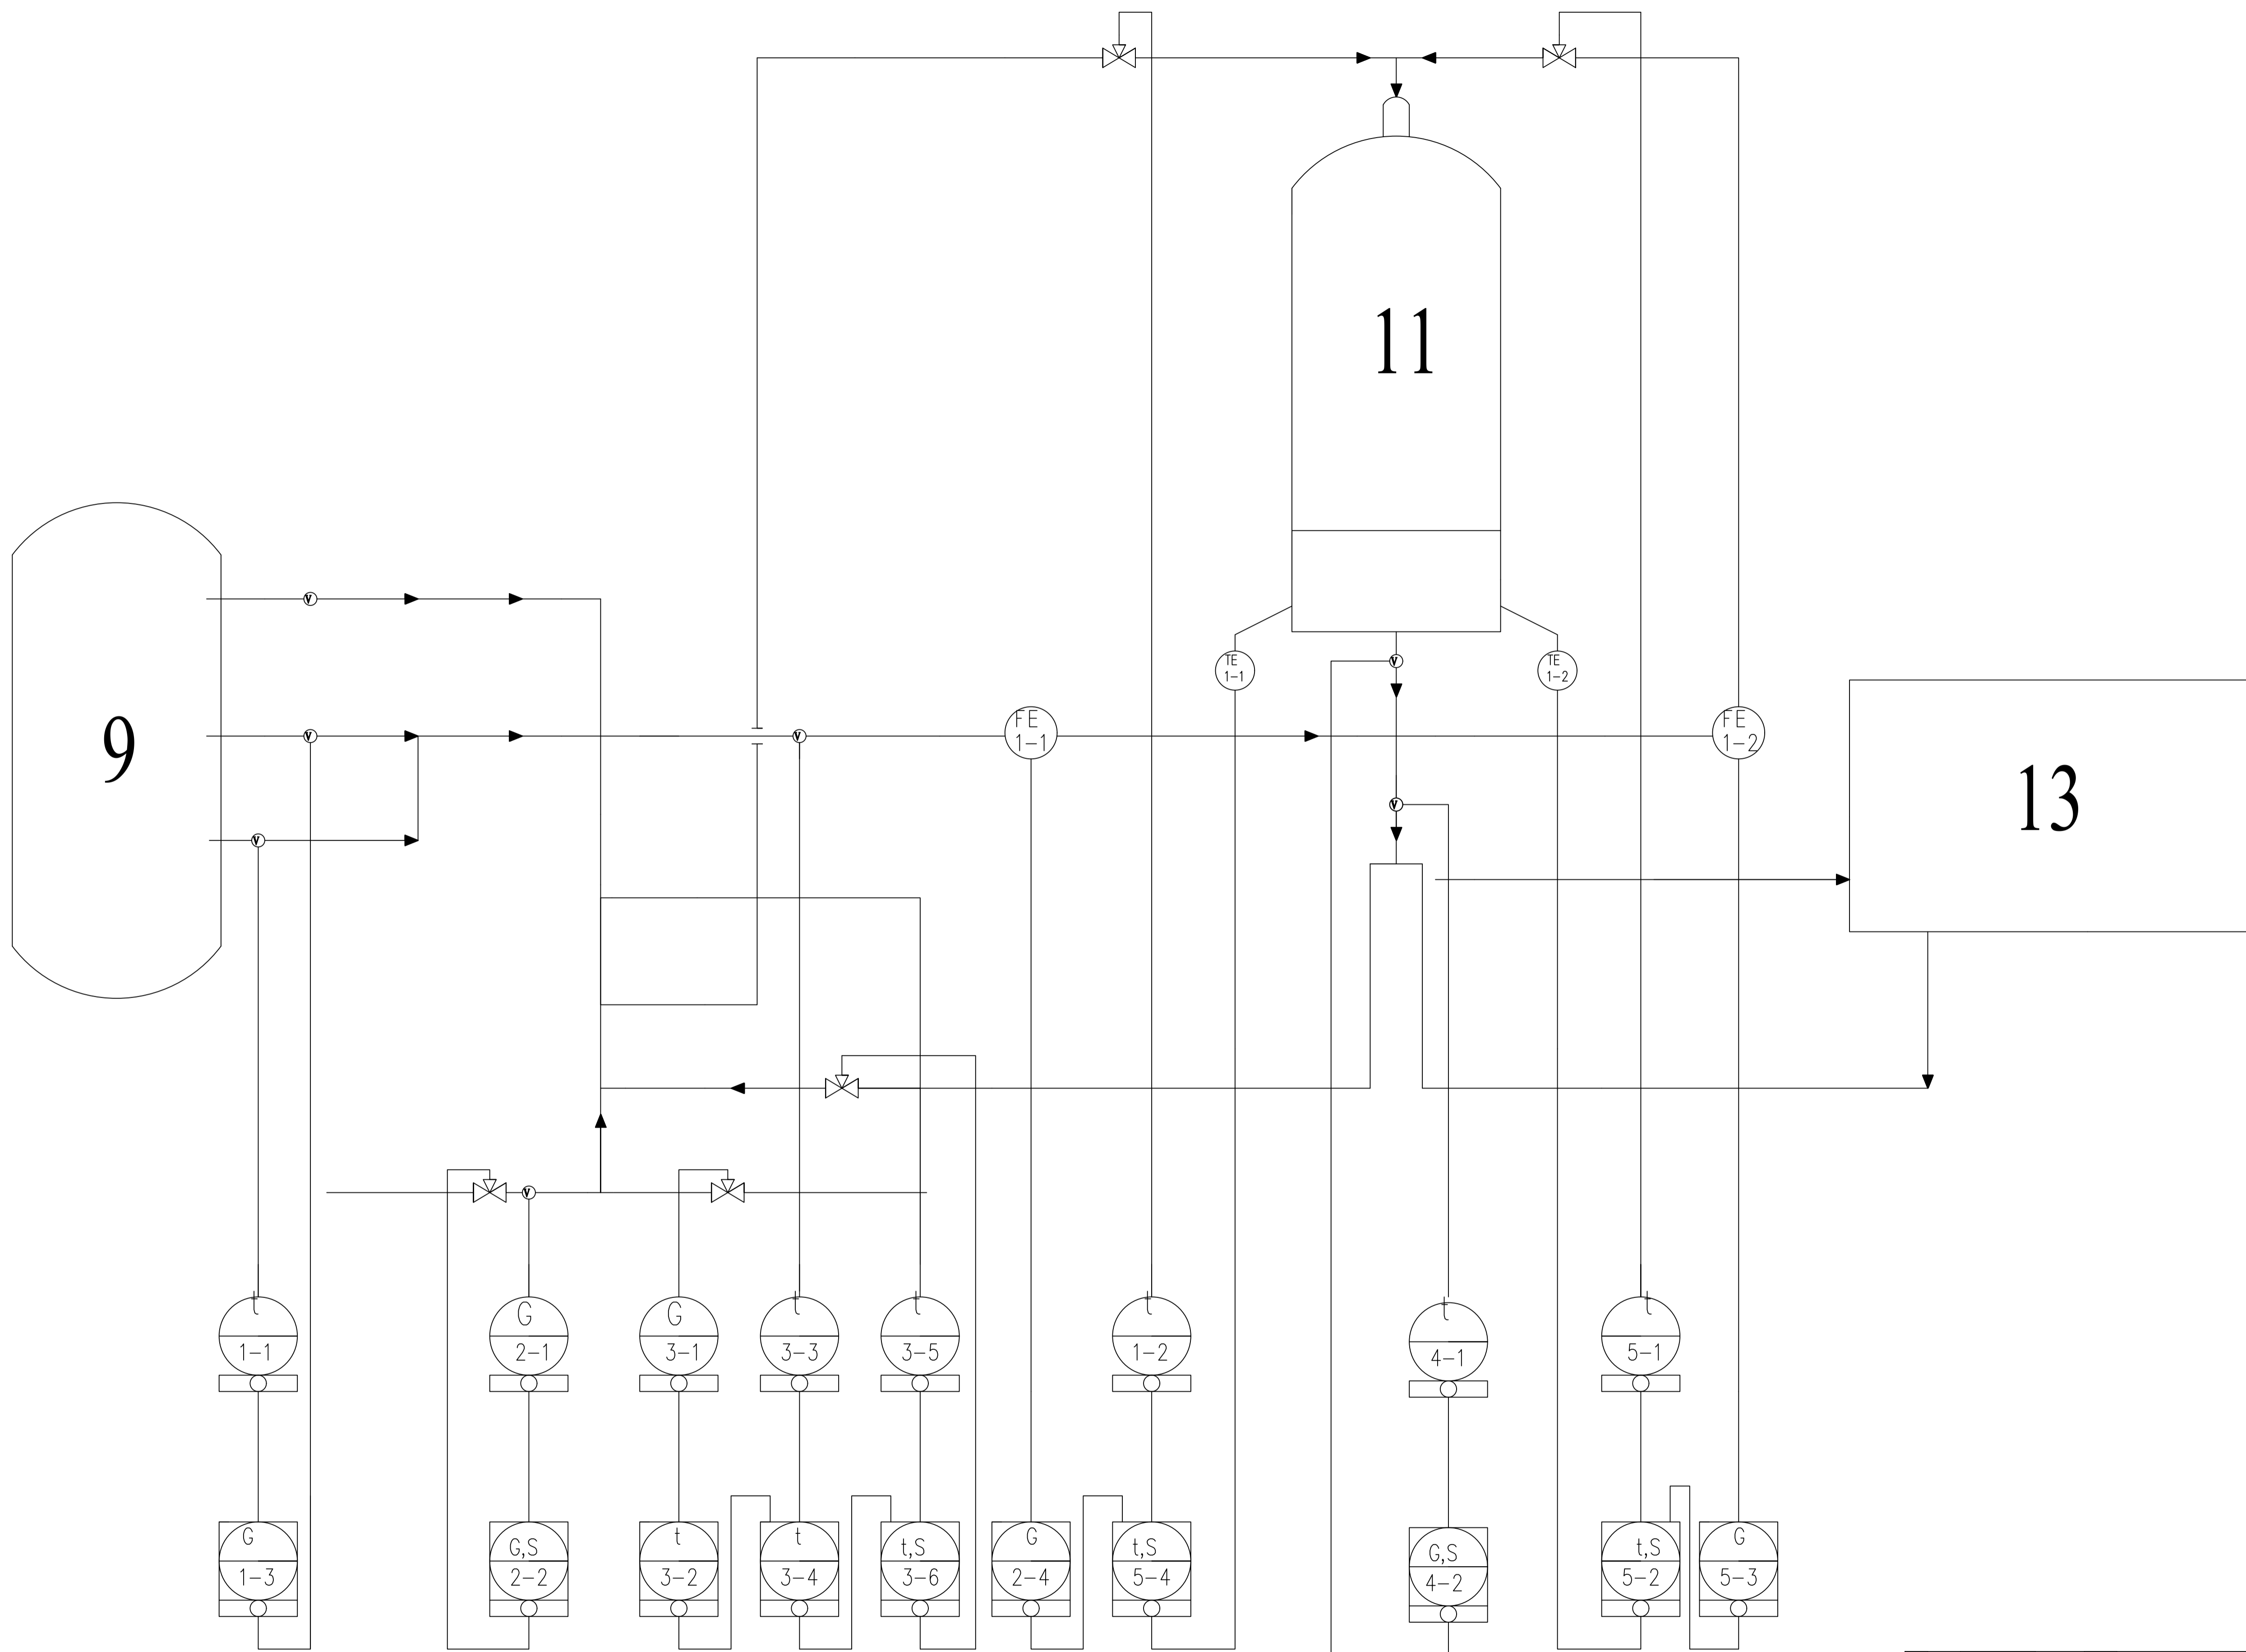 11
9
TE
1-1
TE
1-2
V
V
V
V
V
FE
1-1
FE
1-2
13
V
V
V
t
1-1
G
2-1
G
3-1
t
3-3
t
3-5
t
1-2
t
4-1
t
5-1
G
1-3
G,S
2-2
t
3-2
t
3-4
t,S
3-6
G
2-4
t,S
5-4
G,S
4-2
t,S
5-2
G
5-3